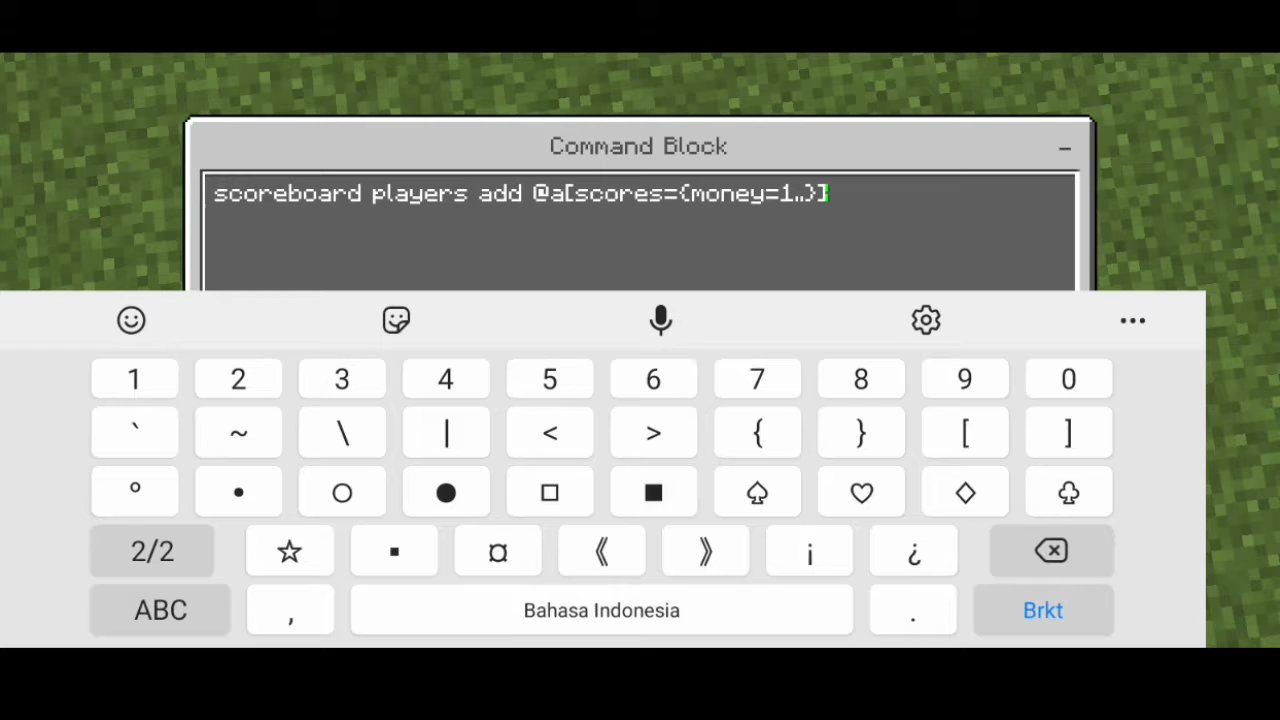 Command Block
scoreboard players add @a[scores={money=1..}]
1 2 3 4 5 6 7 8 9 0
` ~ \ | < > { } [ ]
° • ○ ● □ ■ ♤ ♡ ◇ ♧
2/2 ☆ ▪ ¤ 《 》 ¡ ¿
ABC , Bahasa Indonesia . Brkt